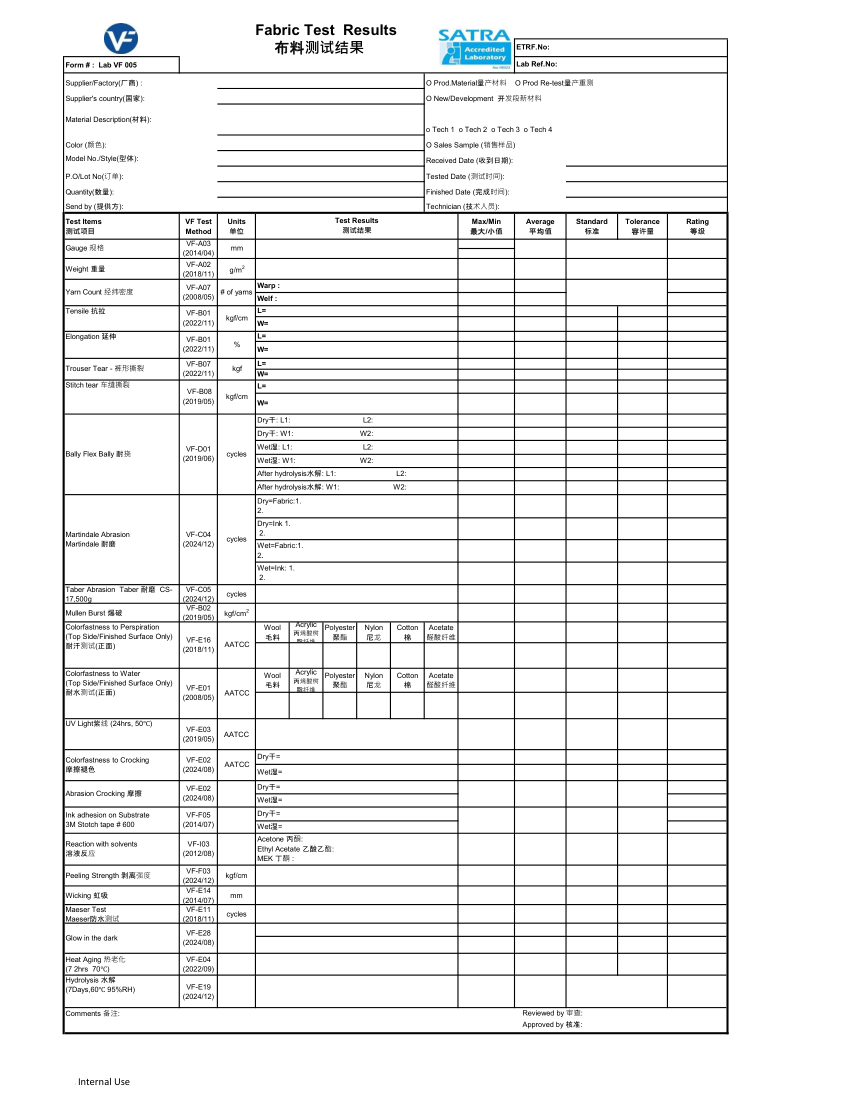 VF
Fabric Test  Results
布料测试结果
SATRA
Accredited
Laboratory
ETRF.No:
Lab Ref.No:
Form # :  Lab VF 005
Supplier/Factory(厂商) :
O Prod.Material量产材料   O Prod Re-test量产重测
Supplier's country(国家):
O New/Development  开发段新材料
Material Description(材料):
o Tech 1  o Tech 2  o Tech 3  o Tech 4
Color (颜色):
O Sales Sample (销售样品)
Model No./Style(型体):
Received Date (收到日期):
P.O/Lot No(订单):
Tested Date (测试时间):
Quantity(数量):
Finished Date (完成时间):
Send by (提供方):
Technician (技术人员):
Test Items
测试项目
VF Test
Method
Units
单位
Test Results
测试结果
Max/Min
最大/小值
Average
平均值
Standard
标准
Tolerance
容许量
Rating
等级
Gauge 规格
VF-A03
(2014/04)
mm
Weight 重量
VF-A02
(2018/11)
g/m2
Yarn Count 经纬密度
VF-A07
(2008/05)
# of yarns
Warp :
Welf :
Tensile 抗拉
VF-B01
(2022/11)
kgf/cm
L=
W=
Elongation 延伸
VF-B01
(2022/11)
%
L=
W=
Trouser Tear - 裤形撕裂
VF-B07
(2022/11)
kgf
L=
W=
Stitch tear 车缝撕裂
VF-B08
(2019/05)
kgf/cm
L=
W=
Bally Flex Bally 耐挠
VF-D01
(2019/06)
cycles
Dry干: L1:    L2:
Dry干: W1:    W2:
Wet湿: L1:    L2:
Wet湿: W1:    W2:
After hydrolysis水解: L1:    L2:
After hydrolysis水解: W1:    W2:
Martindale Abrasion
Martindale 耐磨
VF-C04
(2024/12)
cycles
Dry=Fabric:1.
2.
Dry=Ink 1.
2.
Wet=Fabric:1.
2.
Wet=Ink: 1.
2.
Taber Abrasion  Taber 耐磨  CS-
17,500g
VF-C05
(2024/12)
cycles
Mullen Burst 爆破
VF-B02
(2019/05)
kgf/cm2
Colorfastness to Perspiration
(Top Side/Finished Surface Only)
耐汗测试(正面)
VF-E16
(2018/11)
AATCC
Wool
毛料
Acrylic
丙烯酸树
酯纤维
Polyester
聚酯
Nylon
尼龙
Cotton
棉
Acetate
醋酸纤维
Colorfastness to Water
(Top Side/Finished Surface Only)
耐水测试(正面)
VF-E01
(2008/05)
AATCC
Wool
毛料
Acrylic
丙烯酸树
酯纤维
Polyester
聚酯
Nylon
尼龙
Cotton
棉
Acetate
醋酸纤维
UV Light紫线 (24hrs, 50℃)
VF-E03
(2019/05)
AATCC
Colorfastness to Crocking
摩擦褪色
VF-E02
(2024/08)
AATCC
Dry干=
Wet湿=
Abrasion Crocking 摩擦
VF-E02
(2024/08)
Dry干=
Wet湿=
Ink adhesion on Substrate
3M Stotch tape # 600
VF-F05
(2014/07)
Dry干=
Wet湿=
Reaction with solvents
溶液反应
VF-I03
(2012/08)
Acetone 丙酮:
Ethyl Acetate 乙酸乙酯:
MEK 丁酮 :
Peeling Strength 剥离强度
VF-F03
(2024/12)
kgf/cm
Wicking 虹吸
VF-E14
(2014/07)
mm
Maeser Test
Maeser防水测试
VF-E11
(2018/11)
cycles
Glow in the dark
VF-E28
(2024/08)
Heat Aging 热老化
(7 2hrs  70℃)
VF-E04
(2022/09)
Hydrolysis 水解
(7Days,60℃ 95%RH)
VF-E19
(2024/12)
Comments 备注:
Reviewed by 审查:
Approved by 核准:
Internal Use